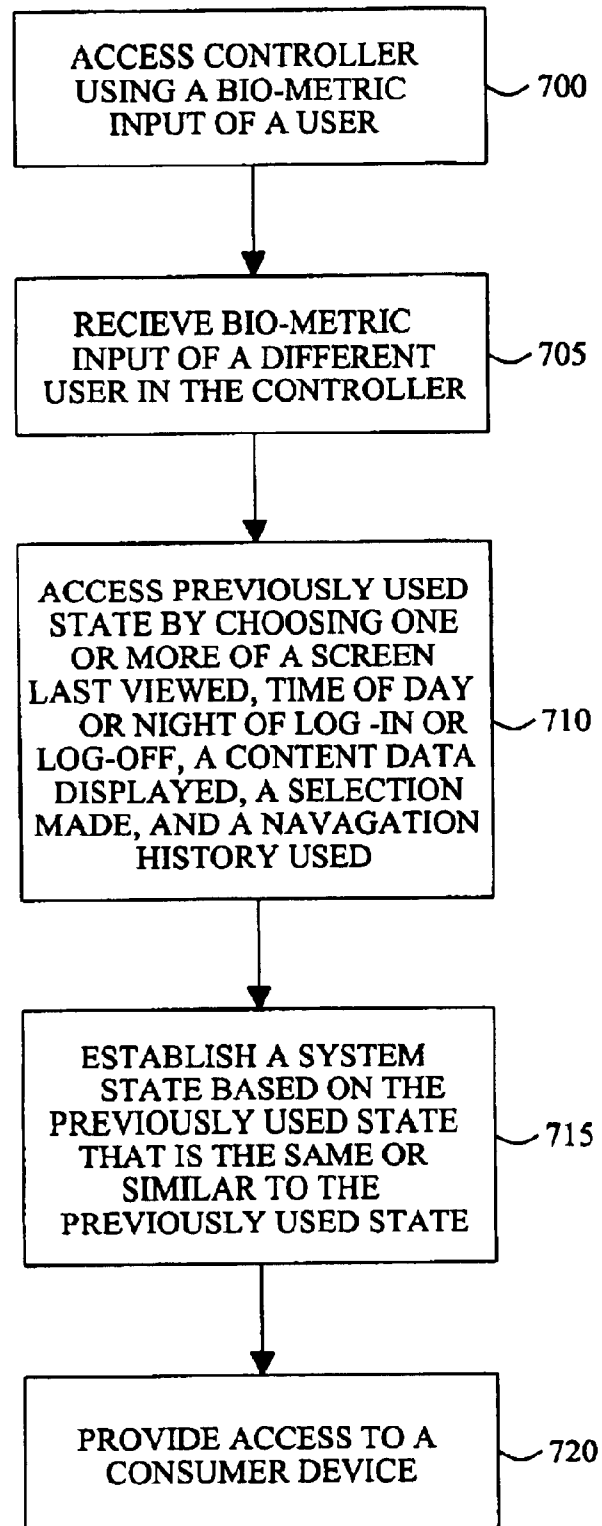 ACCESS CONTROLLER
USING A BIO-METRIC
INPUT OF A USER
700
RECIEVE BIO-METRIC
INPUT OF A DIFFERENT
USER IN THE CONTROLLER
705
ACCESS PREVIOUSLY USED
STATE BY CHOOSING ONE
OR MORE OF A SCREEN
LAST VIEWED, TIME OF DAY
OR NIGHT OF LOG -IN OR
LOG-OFF, A CONTENT DATA
DISPLAYED, A SELECTION
MADE, AND A NAVAGATION
HISTORY USED
710
ESTABLISH A SYSTEM
STATE BASED ON THE
PREVIOUSLY USED STATE
THAT IS THE SAME OR
SIMILAR TO THE
PREVIOUSLY USED STATE
715
PROVIDE ACCESS TO A
CONSUMER DEVICE
720